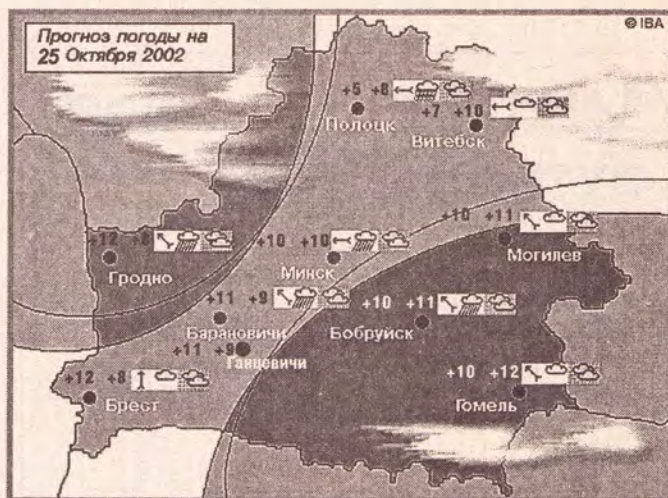 Прогноз погоды на
25 Октября 2002
© IBA
+5 +8
Полоцк
+7 +10
Витебск
+12 +8
Гродно
+10 +10
Минск
+10 +11
Могилев
+11 +9
Барановичи
+10 +11
Бобруйск
+11 +9
Ганцевичи
+12 +8
Брест
+10 +12
Гомель